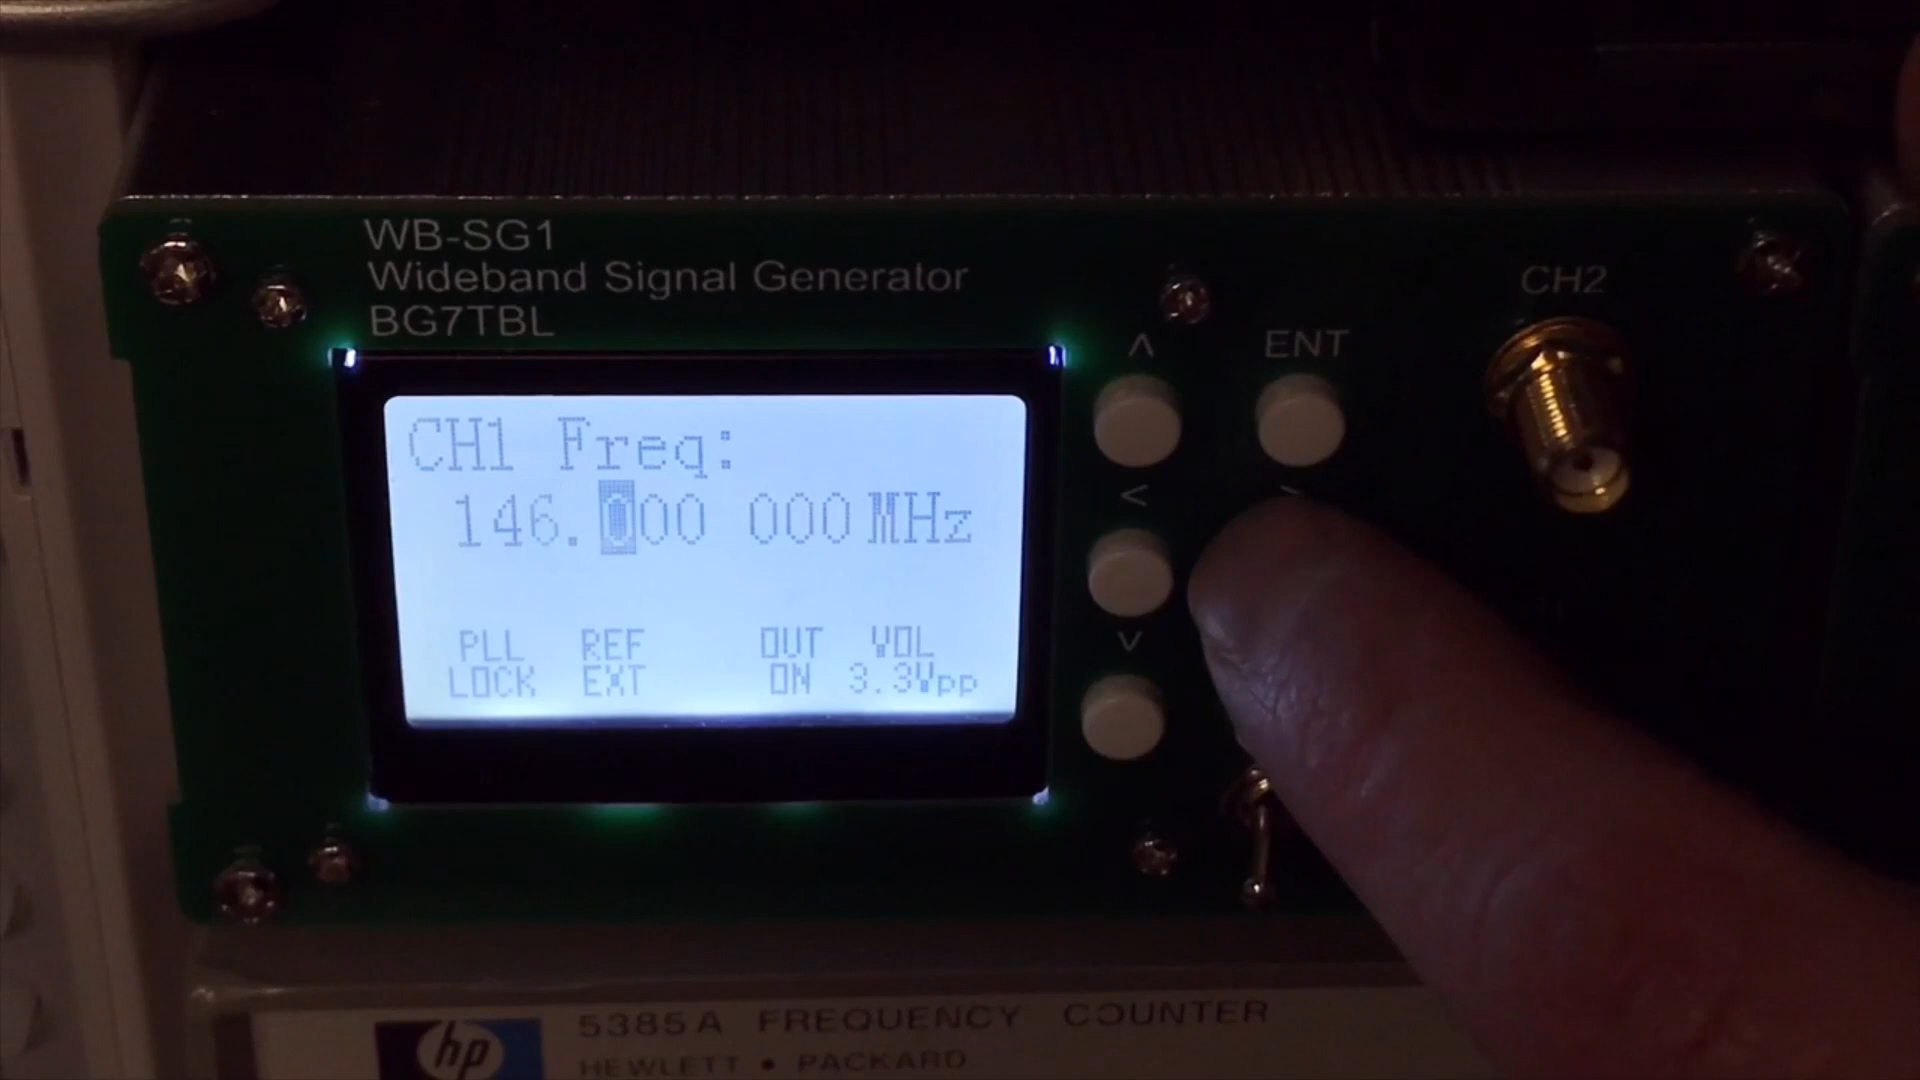 WB-SG1
Wideband Signal Generator
BG7TBL
CH1 Freq:
146.000 000 MHz
PLL REF OUT VOL
LOCK EXT ON 3.3Vpp
ENT
CH2
hp
5385A FREQUENCY COUNTER
HEWLETT • PACKARD